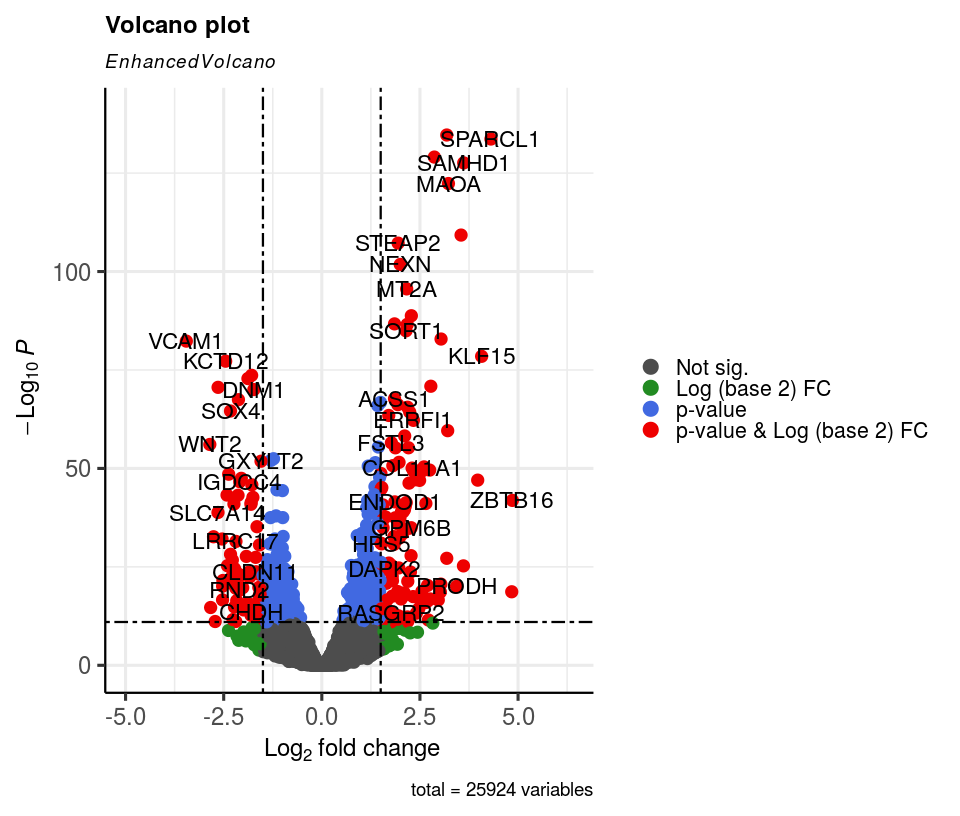 Volcano plot
EnhancedVolcano
SPARCL1
SAMHD1
MAOA
STEAP2
NEXN
MT2A
SORT1
VCAM1
KLF15
KCTD12
DNM1
ACSS1
SOX4
ERRFI1
WNT2
FSTL3
GXYLT2
COL11A1
IGDCC4
ZBTB16
ENDOD1
SLC7A14
GPM6B
LRRC17
HPS5
DAPK2
CLDN11
PRODH
RND2
CHDH
RASGRP2
100
50
0
−Log10 P
-5.0 -2.5 0.0 2.5 5.0
Log2 fold change
Not sig.
Log (base 2) FC
p-value
p-value & Log (base 2) FC
total = 25924 variables